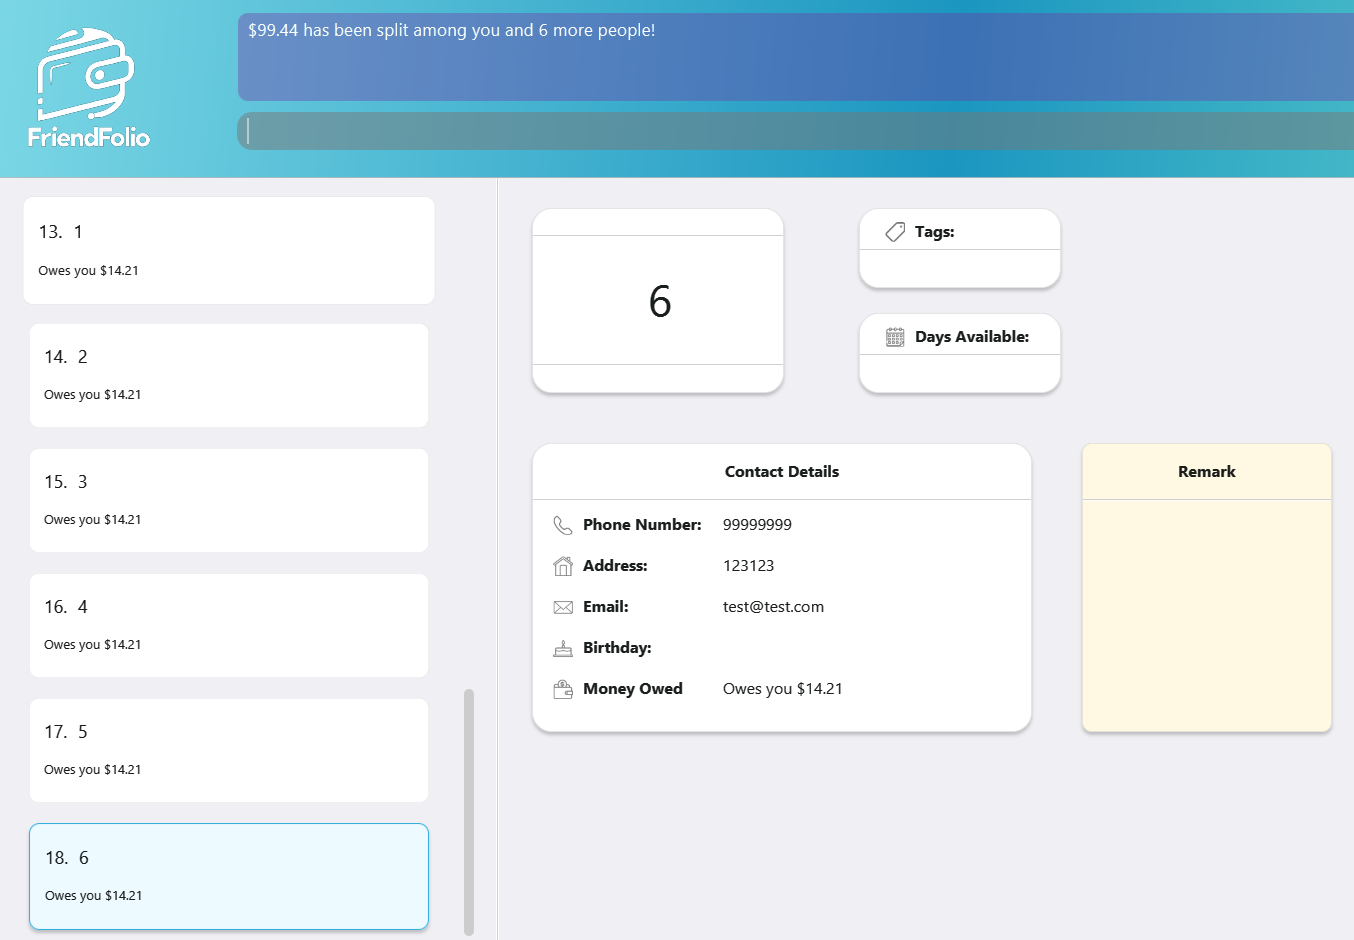 FriendFolio
$99.44 has been split among you and 6 more people!
13. 1
Owes you $14.21
14. 2
Owes you $14.21
15. 3
Owes you $14.21
16. 4
Owes you $14.21
17. 5
Owes you $14.21
18. 6
Owes you $14.21
6
Tags:
Days Available:
Contact Details
Phone Number: 99999999
Address: 123123
Email: test@test.com
Birthday:
Money Owed Owes you $14.21
Remark